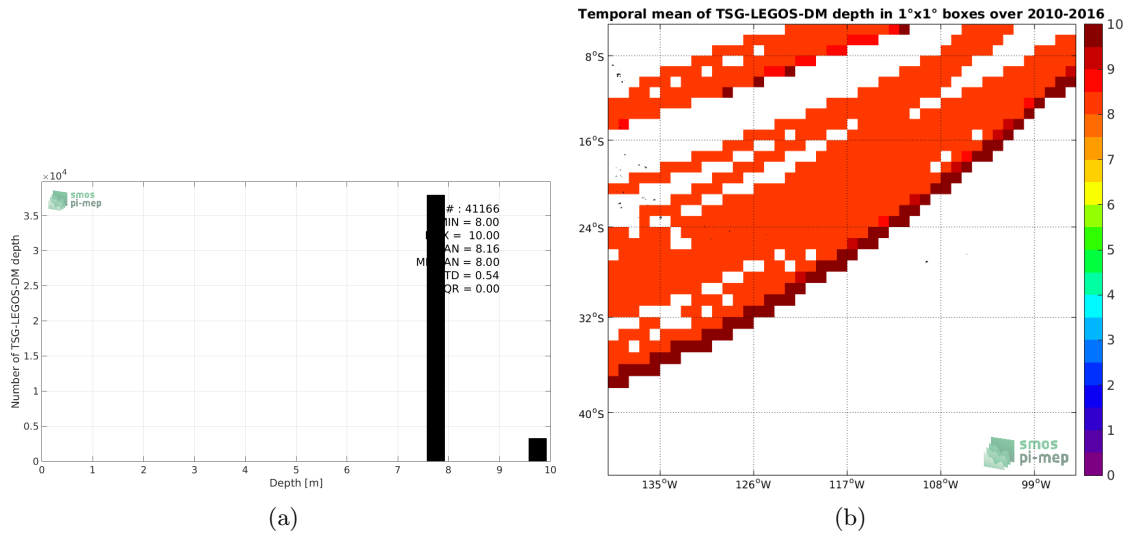 ×10⁴
smos
pi-mep
# : 41166
MIN = 8.00
X = 10.00
AN = 8.16
M AN = 8.00
TD = 0.54
QR = 0.00
3.5
3
2.5
2
1.5
1
0.5
0
Number of TSG-LEGOS-DM depth
0 1 2 3 4 5 6 7 8 9 10
Depth [m]
(a)
Temporal mean of TSG-LEGOS-DM depth in 1°x1° boxes over 2010-2016
8°S
16°S
24°S
32°S
40°S
135°W 126°W 117°W 108°W 99°W
smos
pi-mep
10
9
8
7
6
5
4
3
2
1
0
(b)